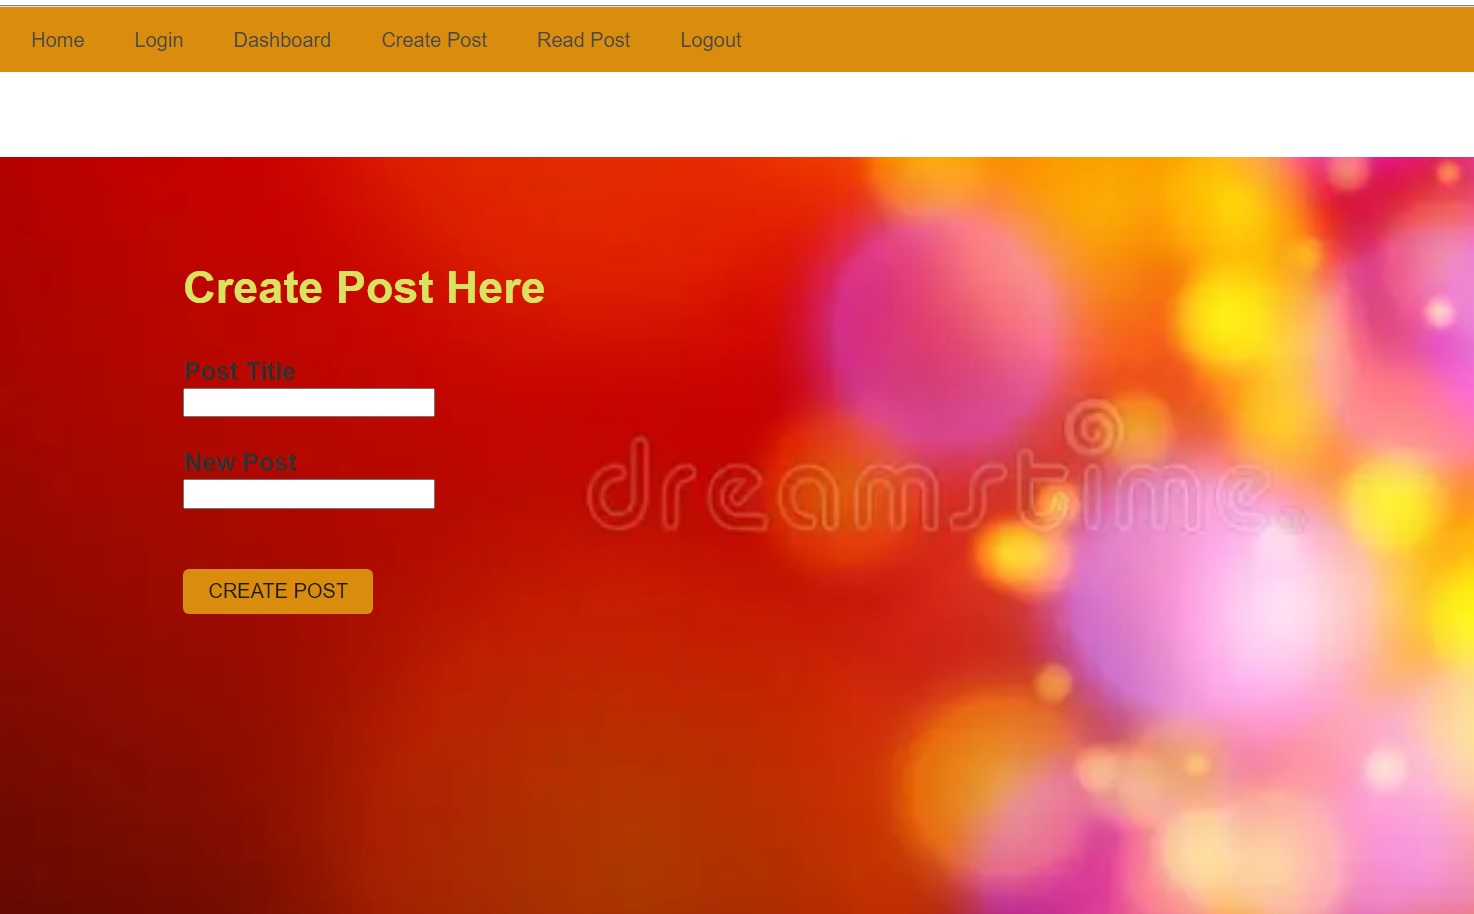 Home Login Dashboard Create Post Read Post Logout
Create Post Here
Post Title
New Post
dreamstime
CREATE POST